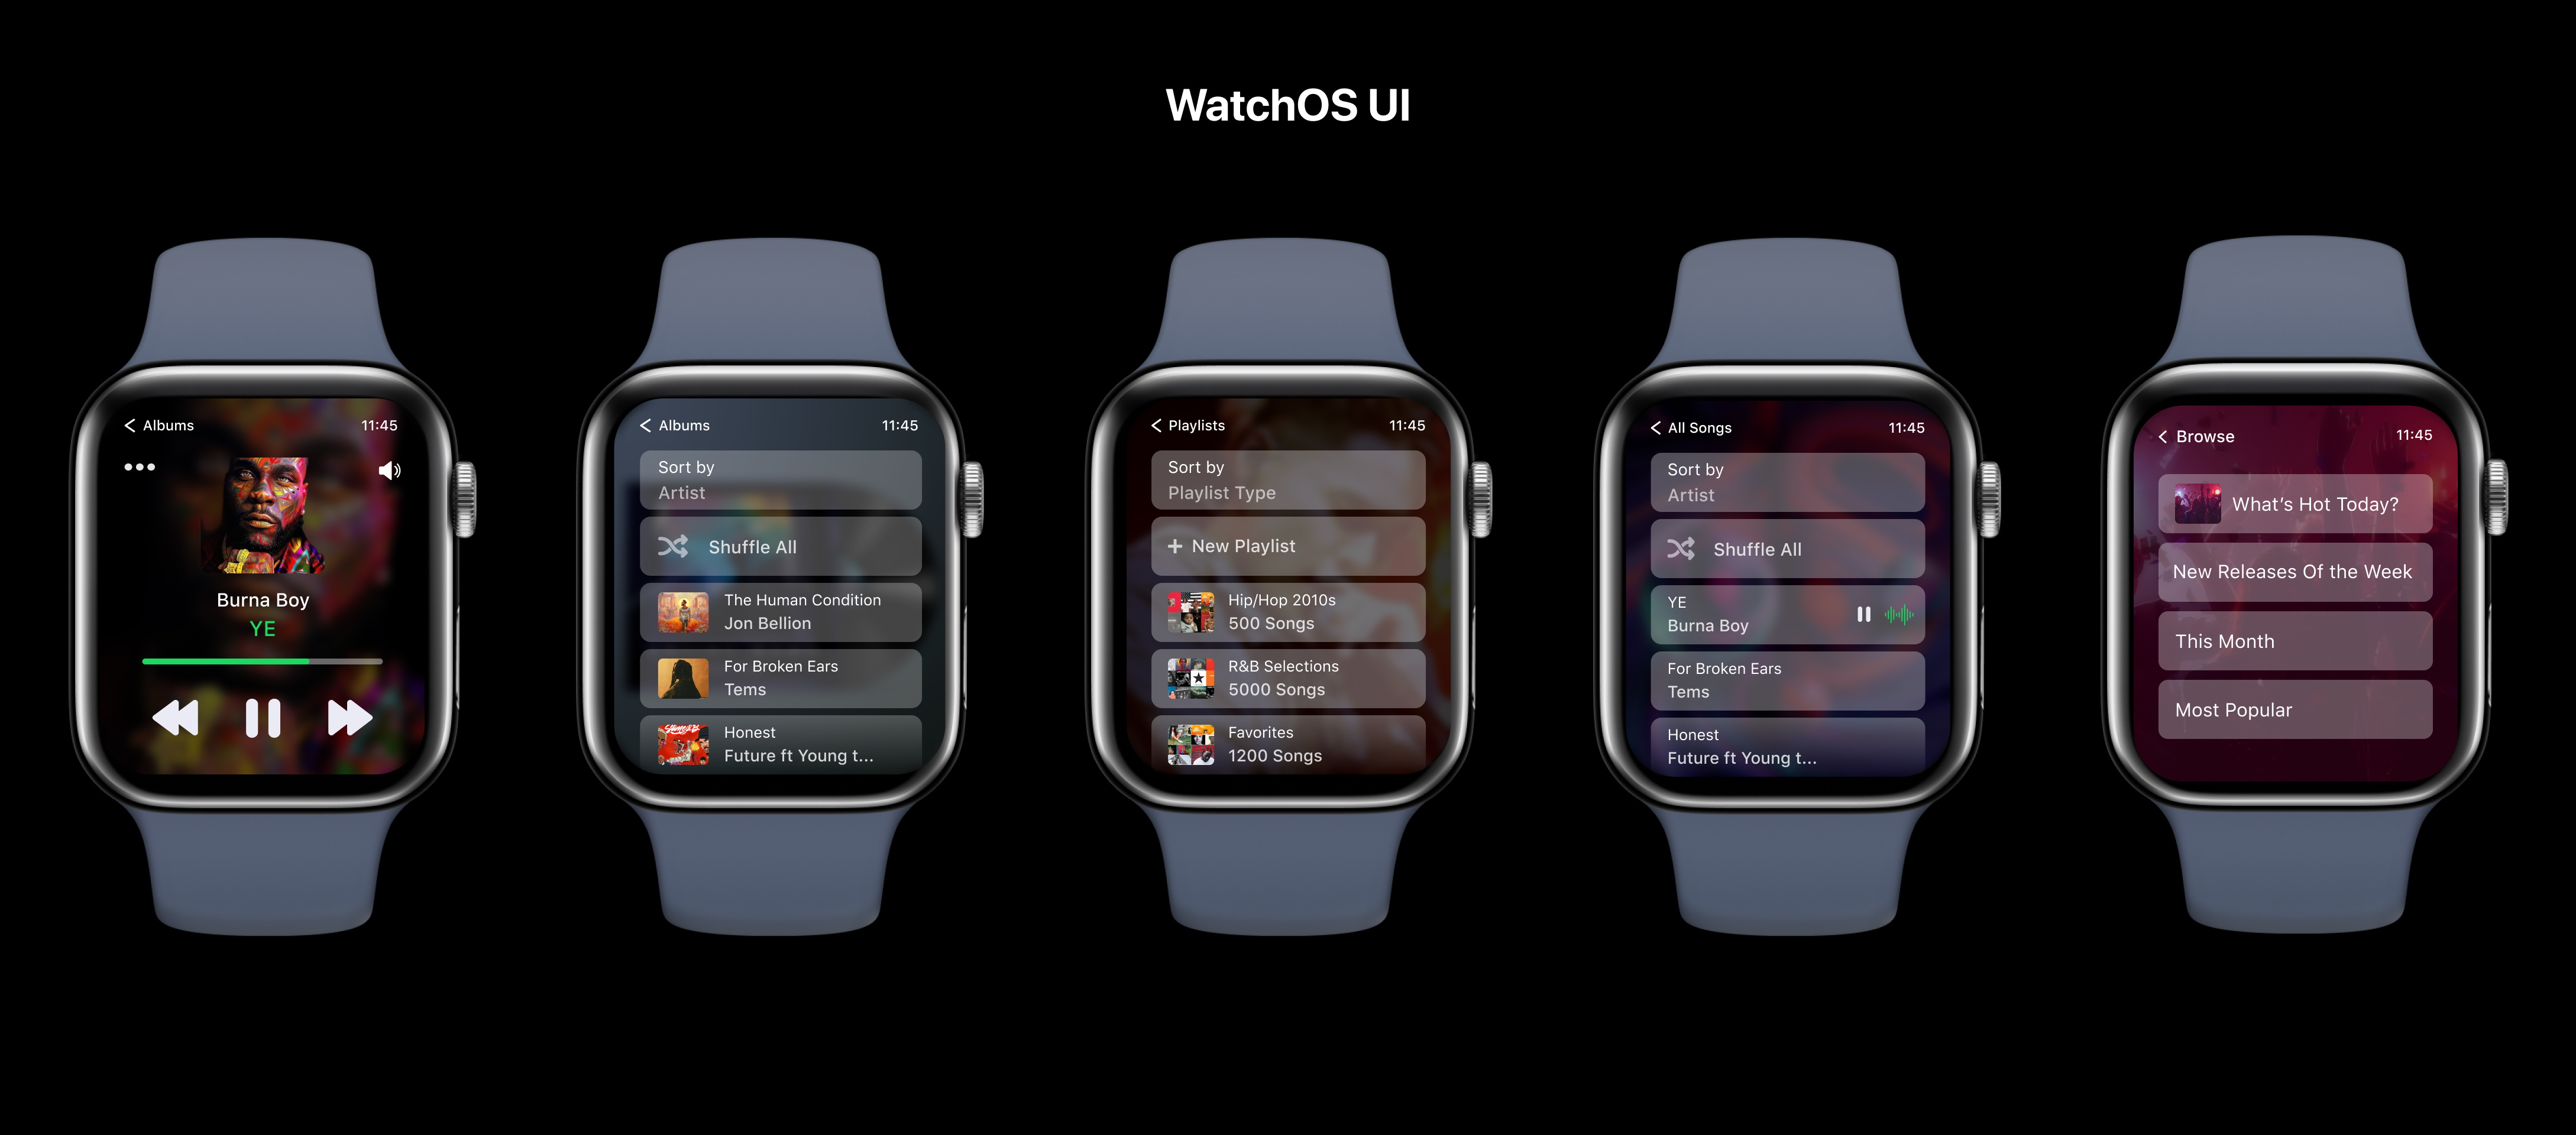 WatchOS UI
Albums 11:45
Burna Boy
YE
Albums 11:45
Sort by
Artist
Shuffle All
The Human Condition
Jon Bellion
For Broken Ears
Tems
Honest
Future ft Young t...
Playlists 11:45
Sort by
Playlist Type
+ New Playlist
Hip/Hop 2010s
500 Songs
R&B Selections
5000 Songs
Favorites
1200 Songs
All Songs 11:45
Sort by
Artist
Shuffle All
YE
Burna Boy
For Broken Ears
Tems
Honest
Future ft Young t...
Browse 11:45
What's Hot Today?
New Releases Of the Week
This Month
Most Popular